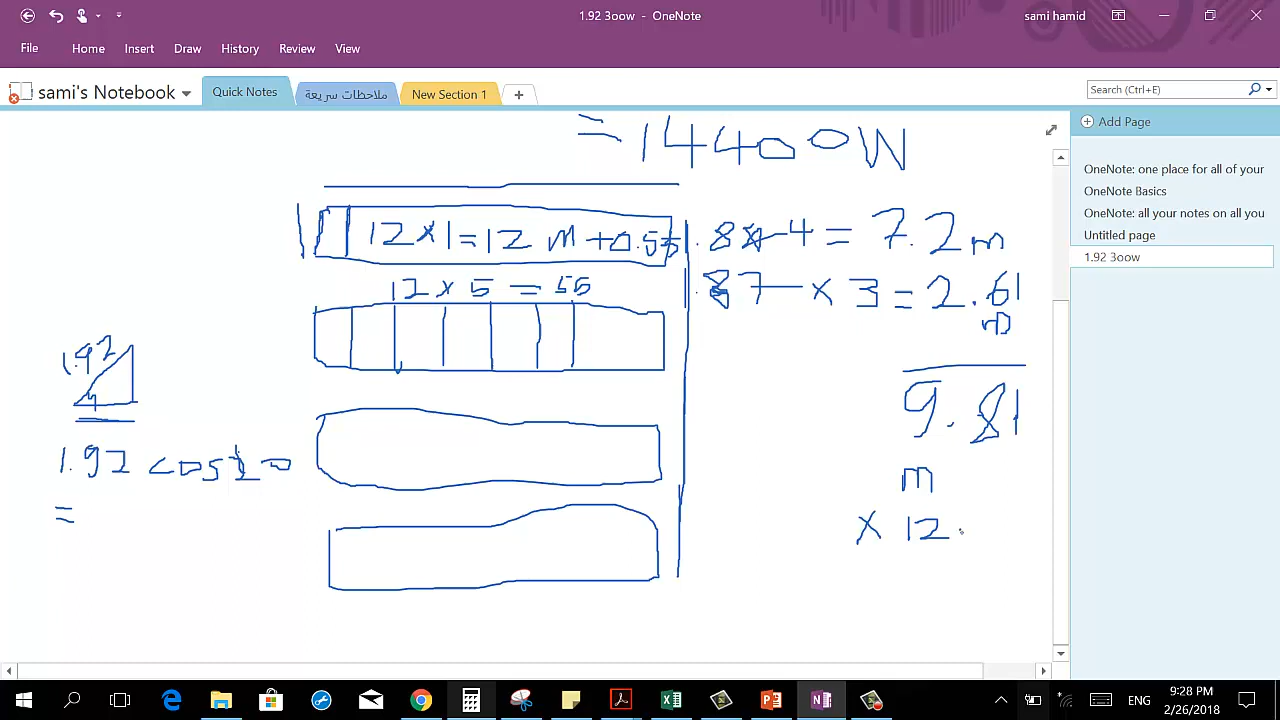 1.92 3oow - OneNote
sami hamid
File Home Insert Draw History Review View
sami's Notebook
Quick Notes
ملاحظات سريعة
New Section 1
Search (Ctrl+E)
Add Page
OneNote: one place for all of your
OneNote Basics
OneNote: all your notes on all you
Untitled page
1.92 3oow
= 14400W
12 x 1 = 12 m + 0.55
4 = 7.2 m
12 x 5 = 55
x 3 = 2.61
m
1.92
9.81
m
x 12.
1.92 cos
=
ENG
9:28 PM
2/26/2018